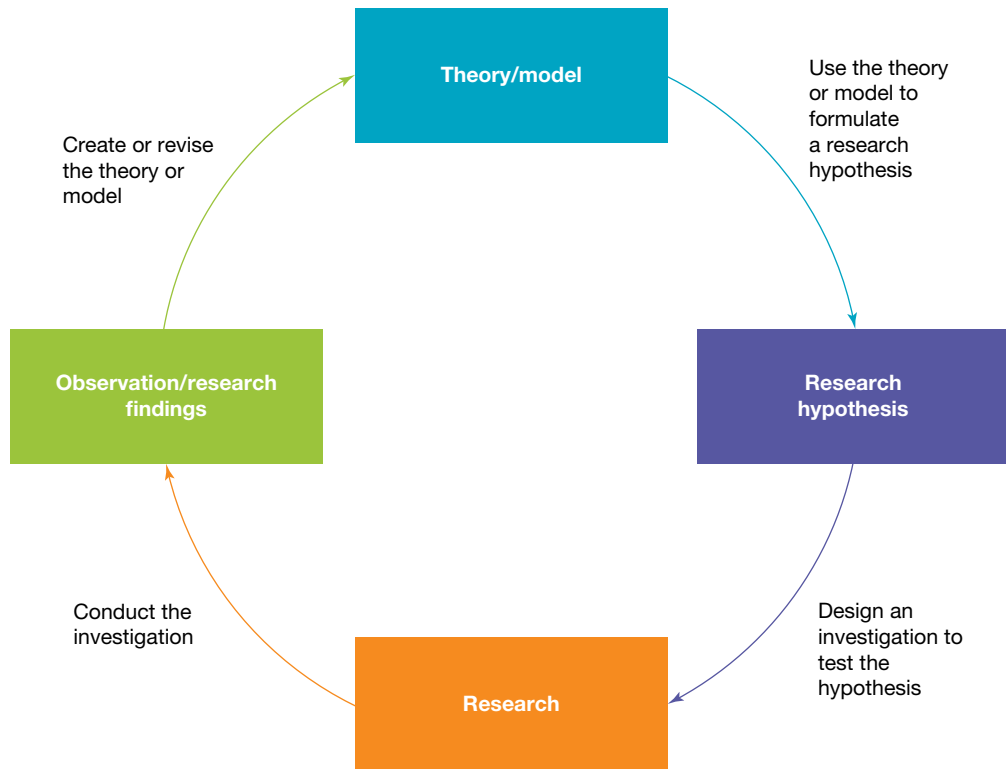 Theory/model
Use the theory
or model to
formulate
a research
hypothesis
Research
hypothesis
Design an
investigation to
test the
hypothesis
Research
Conduct the
investigation
Observation/research
findings
Create or revise
the theory or
model